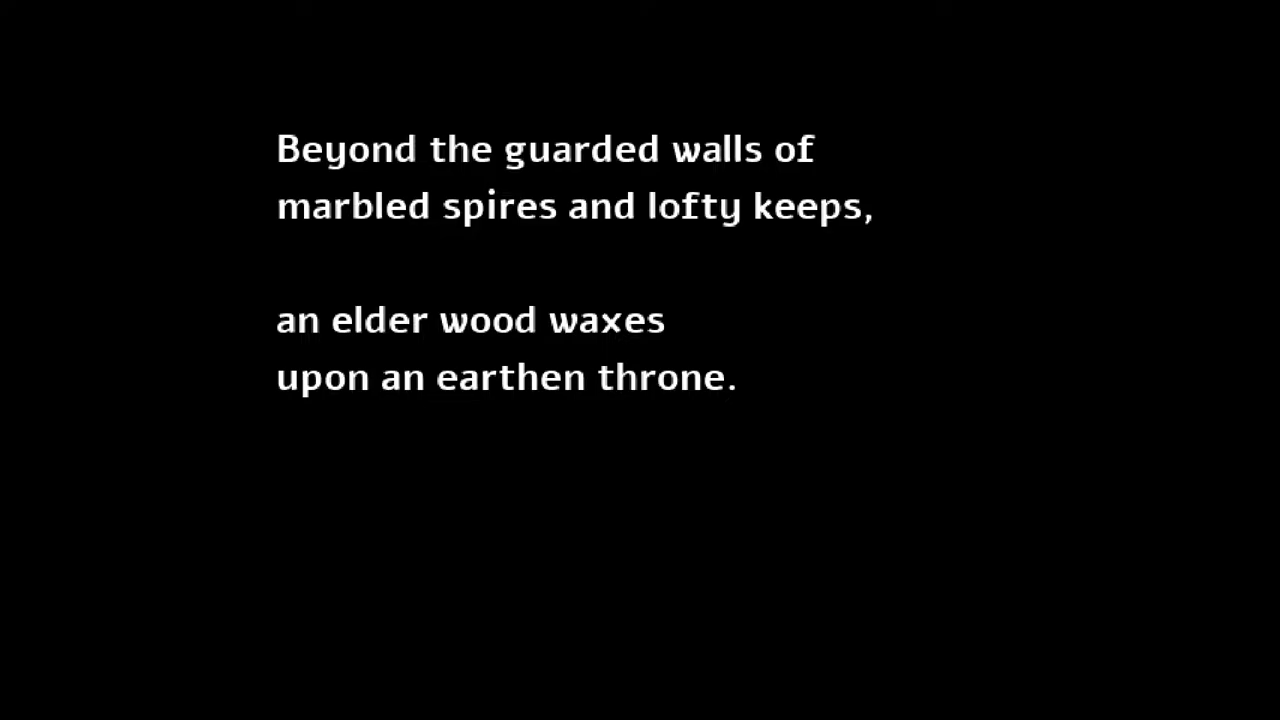 Beyond the guarded walls of
marbled spires and lofty keeps,
an elder wood waxes
upon an earthen throne.